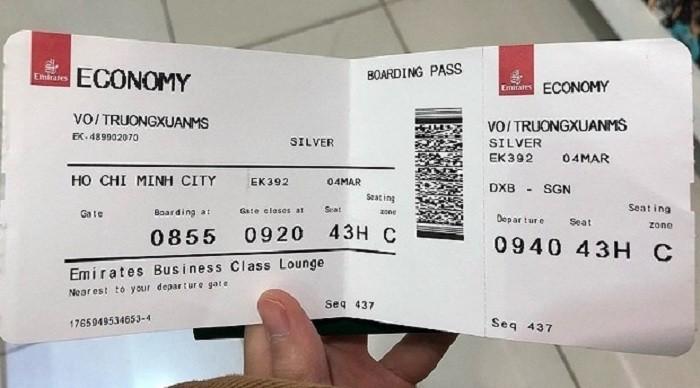 Emirates
ECONOMY
VO/TRUONGXUANMS
EK-489902070
SILVER
HO CHI MINH CITY EK392 04MAR
Gate Boarding at Gate closes at Seat Seating zone
0855 0920 43H C
Emirates Business Class Lounge
Nearest to your departure gate
Seq 437
1765949534653-4
BOARDING PASS
Emirates
ECONOMY
VO/TRUONGXUANMS
SILVER
EK392 04MAR
DXB - SGN
Departure Seat Seating zone
0940 43H C
Seq 437